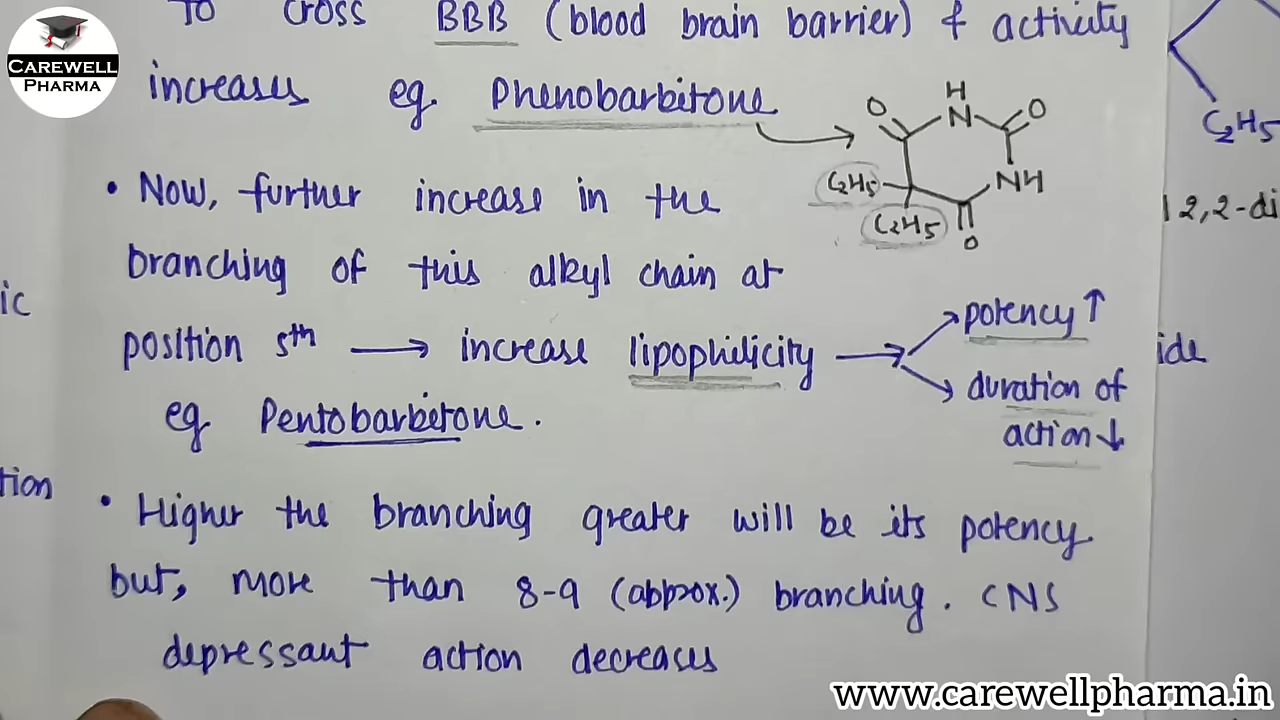 CAREWELL
PHARMA
To cross BBB (blood brain barrier) & activity
increases eg Phenobarbitone
H
O N O
C2H5 NH
C2H5
O
• Now, further increase in the
branching of this alkyl chain at
position 5th → increase lipophilicity → potency ↑
duration of
action ↓
eg Pentobarbitone.
• Higher the branching greater will be its potency
but, more than 8-9 (approx.) branching. CNS
depressant action decreases
C2H5
2,2-di
ide
ic
tion
www.carewellpharma.in